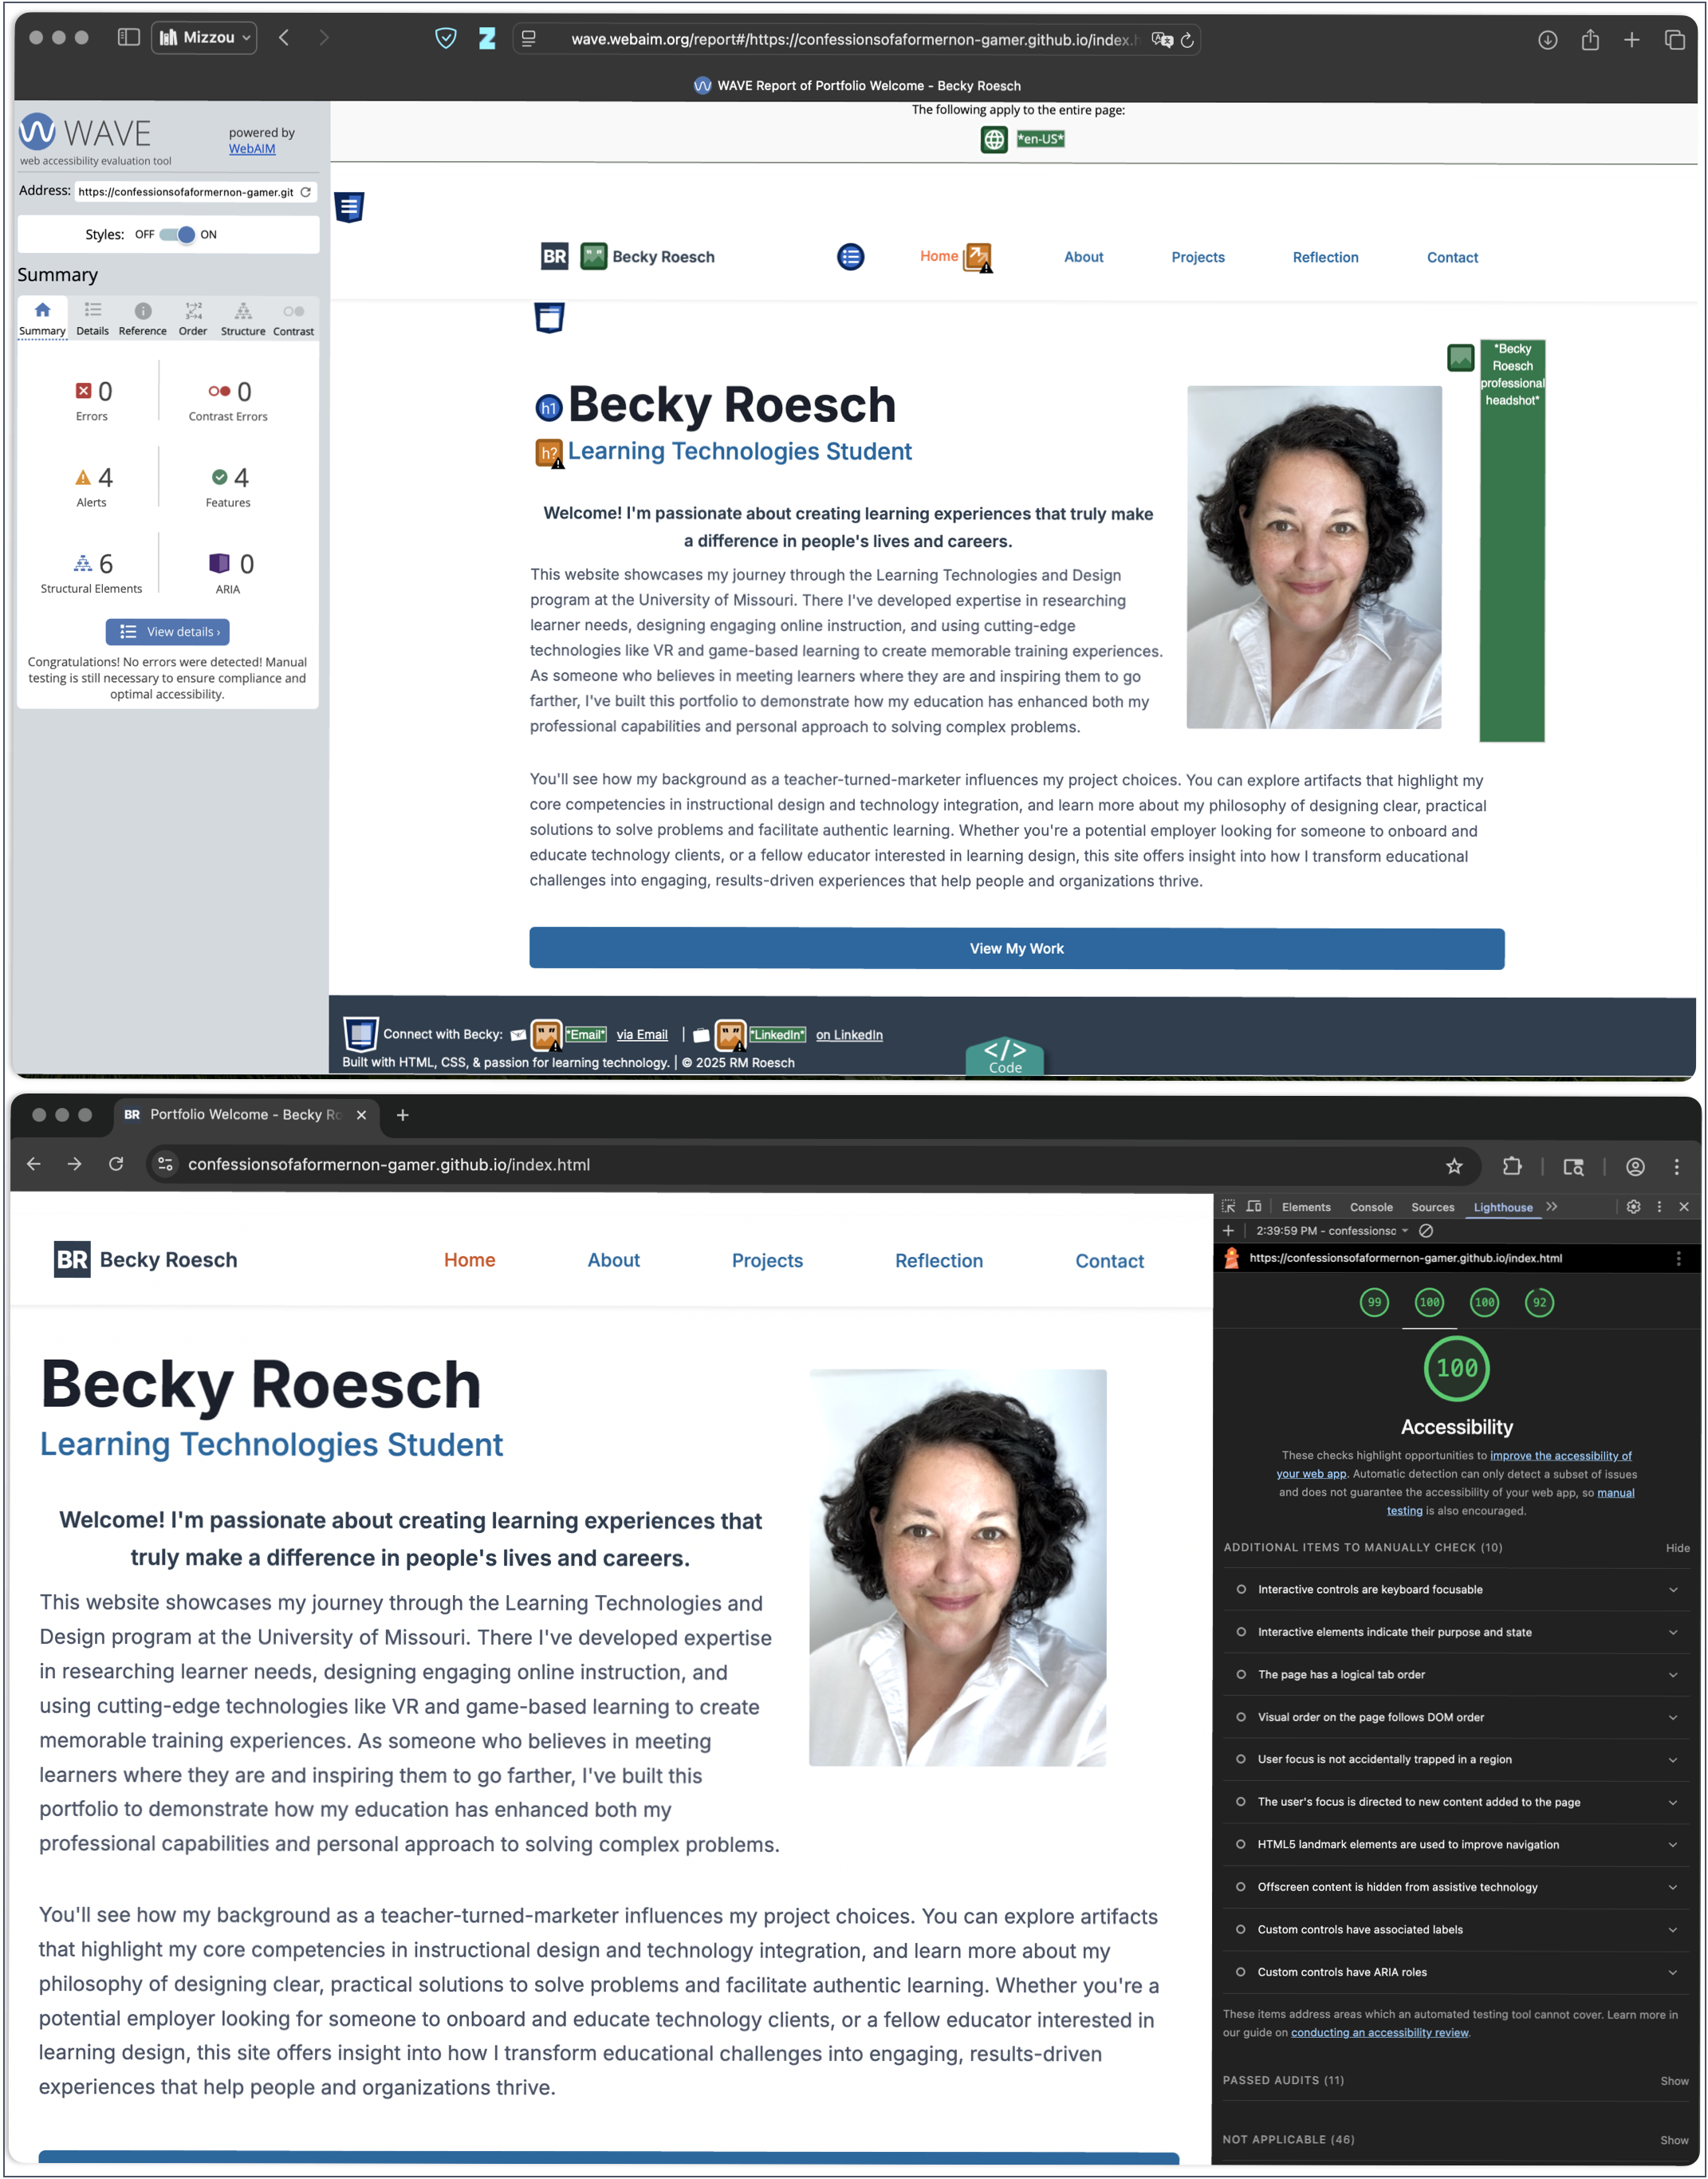 Mizzou
wave.webaim.org/report#/https://confessionsofaformernon-gamer.github.io/index.h
WAVE Report of Portfolio Welcome - Becky Roesch
WAVE
powered by
WebAIM
web accessibility evaluation tool
Address: https://confessionsofaformernon-gamer.git
Styles: OFF ON
Summary
Summary Details Reference Order Structure Contrast
0
Errors
0
Contrast Errors
4
Alerts
4
Features
6
Structural Elements
0
ARIA
View details ›
Congratulations! No errors were detected! Manual
testing is still necessary to ensure compliance and
optimal accessibility.
The following apply to the entire page:
*en-US*
BR " " Becky Roesch Home About Projects Reflection Contact
h1 Becky Roesch
h? Learning Technologies Student
*Becky
Roesch
professional
headshot*
Welcome! I'm passionate about creating learning experiences that truly make
a difference in people's lives and careers.
This website showcases my journey through the Learning Technologies and Design
program at the University of Missouri. There I've developed expertise in researching
learner needs, designing engaging online instruction, and using cutting-edge
technologies like VR and game-based learning to create memorable training experiences.
As someone who believes in meeting learners where they are and inspiring them to go
farther, I've built this portfolio to demonstrate how my education has enhanced both my
professional capabilities and personal approach to solving complex problems.
You'll see how my background as a teacher-turned-marketer influences my project choices. You can explore artifacts that highlight my
core competencies in instructional design and technology integration, and learn more about my philosophy of designing clear, practical
solutions to solve problems and facilitate authentic learning. Whether you're a potential employer looking for someone to onboard and
educate technology clients, or a fellow educator interested in learning design, this site offers insight into how I transform educational
challenges into engaging, results-driven experiences that help people and organizations thrive.
View My Work
Connect with Becky: *Email* via Email | *LinkedIn* on LinkedIn
Built with HTML, CSS, & passion for learning technology. | © 2025 RM Roesch
</>
Code
BR Portfolio Welcome - Becky Ro
confessionsofaformernon-gamer.github.io/index.html
BR Becky Roesch Home About Projects Reflection Contact
Becky Roesch
Learning Technologies Student
Welcome! I'm passionate about creating learning experiences that
truly make a difference in people's lives and careers.
This website showcases my journey through the Learning Technologies and
Design program at the University of Missouri. There I've developed expertise
in researching learner needs, designing engaging online instruction, and
using cutting-edge technologies like VR and game-based learning to create
memorable training experiences. As someone who believes in meeting
learners where they are and inspiring them to go farther, I've built this
portfolio to demonstrate how my education has enhanced both my
professional capabilities and personal approach to solving complex problems.
You'll see how my background as a teacher-turned-marketer influences my project choices. You can explore artifacts
that highlight my core competencies in instructional design and technology integration, and learn more about my
philosophy of designing clear, practical solutions to solve problems and facilitate authentic learning. Whether you're a
potential employer looking for someone to onboard and educate technology clients, or a fellow educator interested in
learning design, this site offers insight into how I transform educational challenges into engaging, results-driven
experiences that help people and organizations thrive.
Elements Console Sources Lighthouse
2:39:59 PM - confessionsc
https://confessionsofaformernon-gamer.github.io/index.html
99 100 100 92
100
Accessibility
These checks highlight opportunities to improve the accessibility of
your web app. Automatic detection can only detect a subset of issues
and does not guarantee the accessibility of your web app, so manual
testing is also encouraged.
ADDITIONAL ITEMS TO MANUALLY CHECK (10) Hide
Interactive controls are keyboard focusable
Interactive elements indicate their purpose and state
The page has a logical tab order
Visual order on the page follows DOM order
User focus is not accidentally trapped in a region
The user's focus is directed to new content added to the page
HTML5 landmark elements are used to improve navigation
Offscreen content is hidden from assistive technology
Custom controls have associated labels
Custom controls have ARIA roles
These items address areas which an automated testing tool cannot cover. Learn more in
our guide on conducting an accessibility review.
PASSED AUDITS (11) Show
NOT APPLICABLE (46) Show